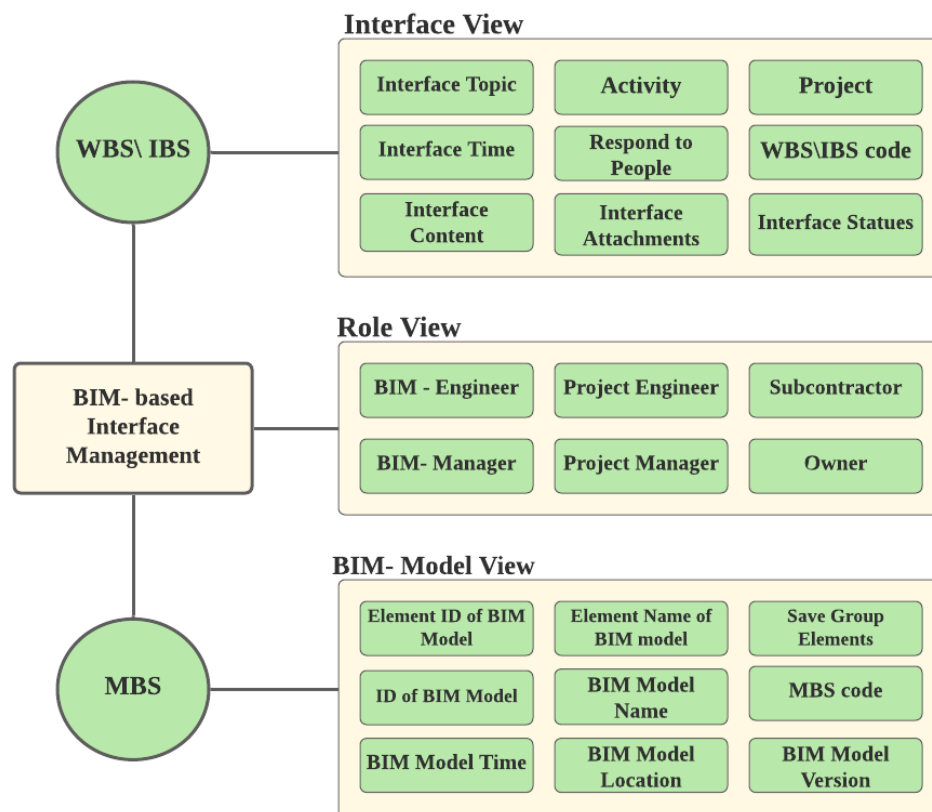 Interface View
WBS\ IBS
Interface Topic
Activity
Project
Interface Time
Respond to
People
WBS\IBS code
Interface
Content
Interface
Attachments
Interface Statues
BIM- based
Interface
Management
Role View
BIM - Engineer
Project Engineer
Subcontractor
BIM- Manager
Project Manager
Owner
MBS
BIM- Model View
Element ID of BIM
Model
Element Name of
BIM model
Save Group
Elements
ID of BIM Model
BIM Model
Name
MBS code
BIM Model Time
BIM Model
Location
BIM Model
Version